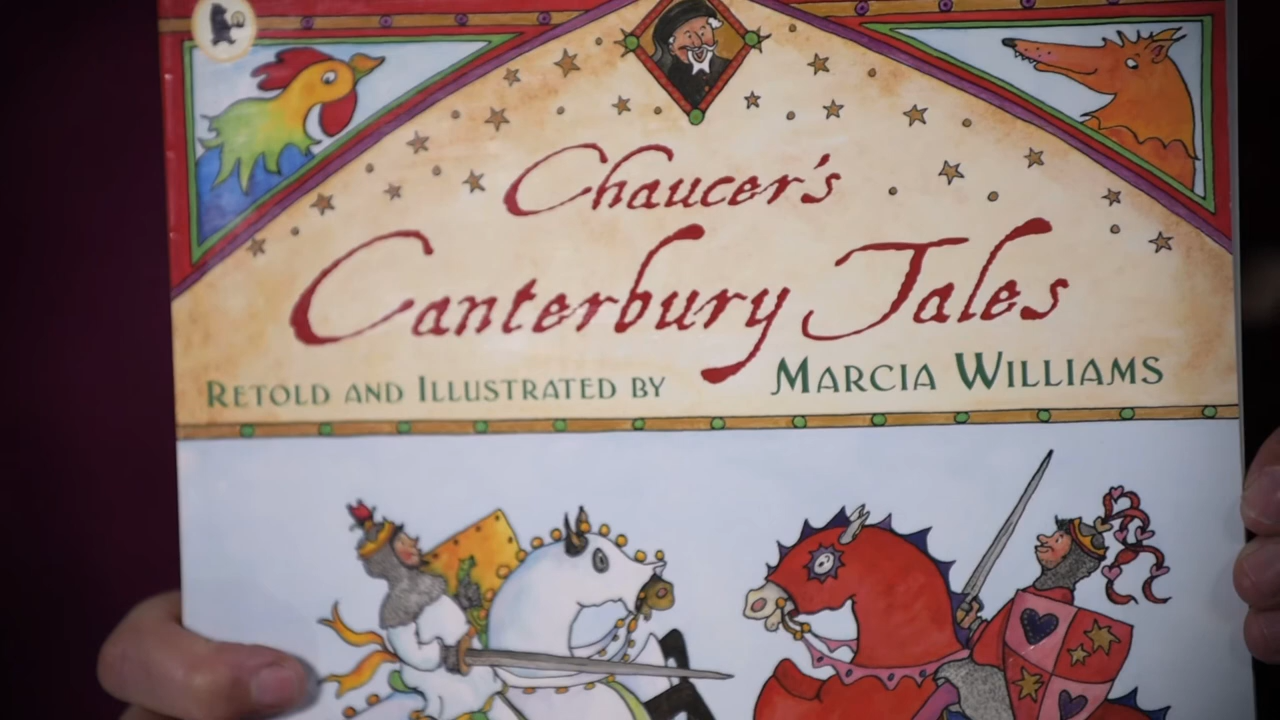 Chaucer's
Canterbury Tales
RETOLD AND ILLUSTRATED BY MARCIA WILLIAMS